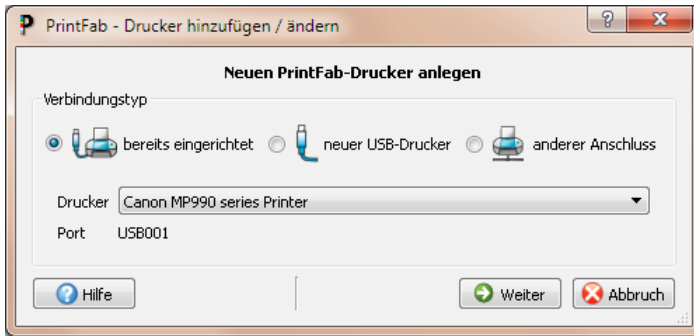 PrintFab - Drucker hinzufügen / ändern
Neuen PrintFab-Drucker anlegen
Verbindungstyp
bereits eingerichtet neuer USB-Drucker anderer Anschluss
Drucker Canon MP990 series Printer
Port USB001
Hilfe Weiter Abbruch